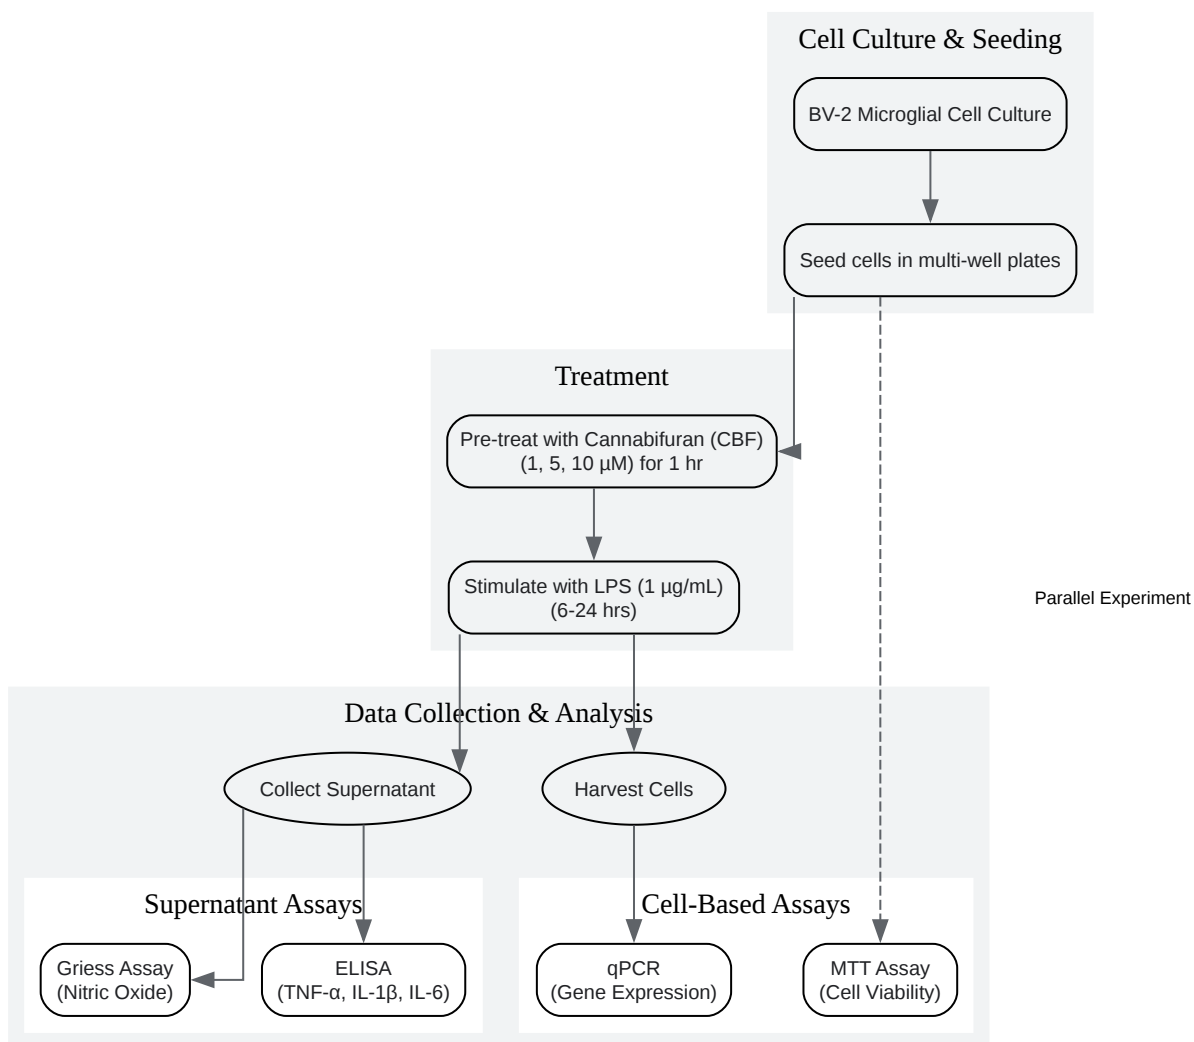 Cell Culture & Seeding
BV-2 Microglial Cell Culture
Seed cells in multi-well plates
Treatment
Pre-treat with Cannabifuran (CBF)
(1, 5, 10 µM) for 1 hr
Stimulate with LPS (1 µg/mL)
(6-24 hrs)
Parallel Experiment
Data Collection & Analysis
Collect Supernatant
Harvest Cells
Supernatant Assays
Cell-Based Assays
Griess Assay
(Nitric Oxide)
ELISA
(TNF-α, IL-1β, IL-6)
qPCR
(Gene Expression)
MTT Assay
(Cell Viability)